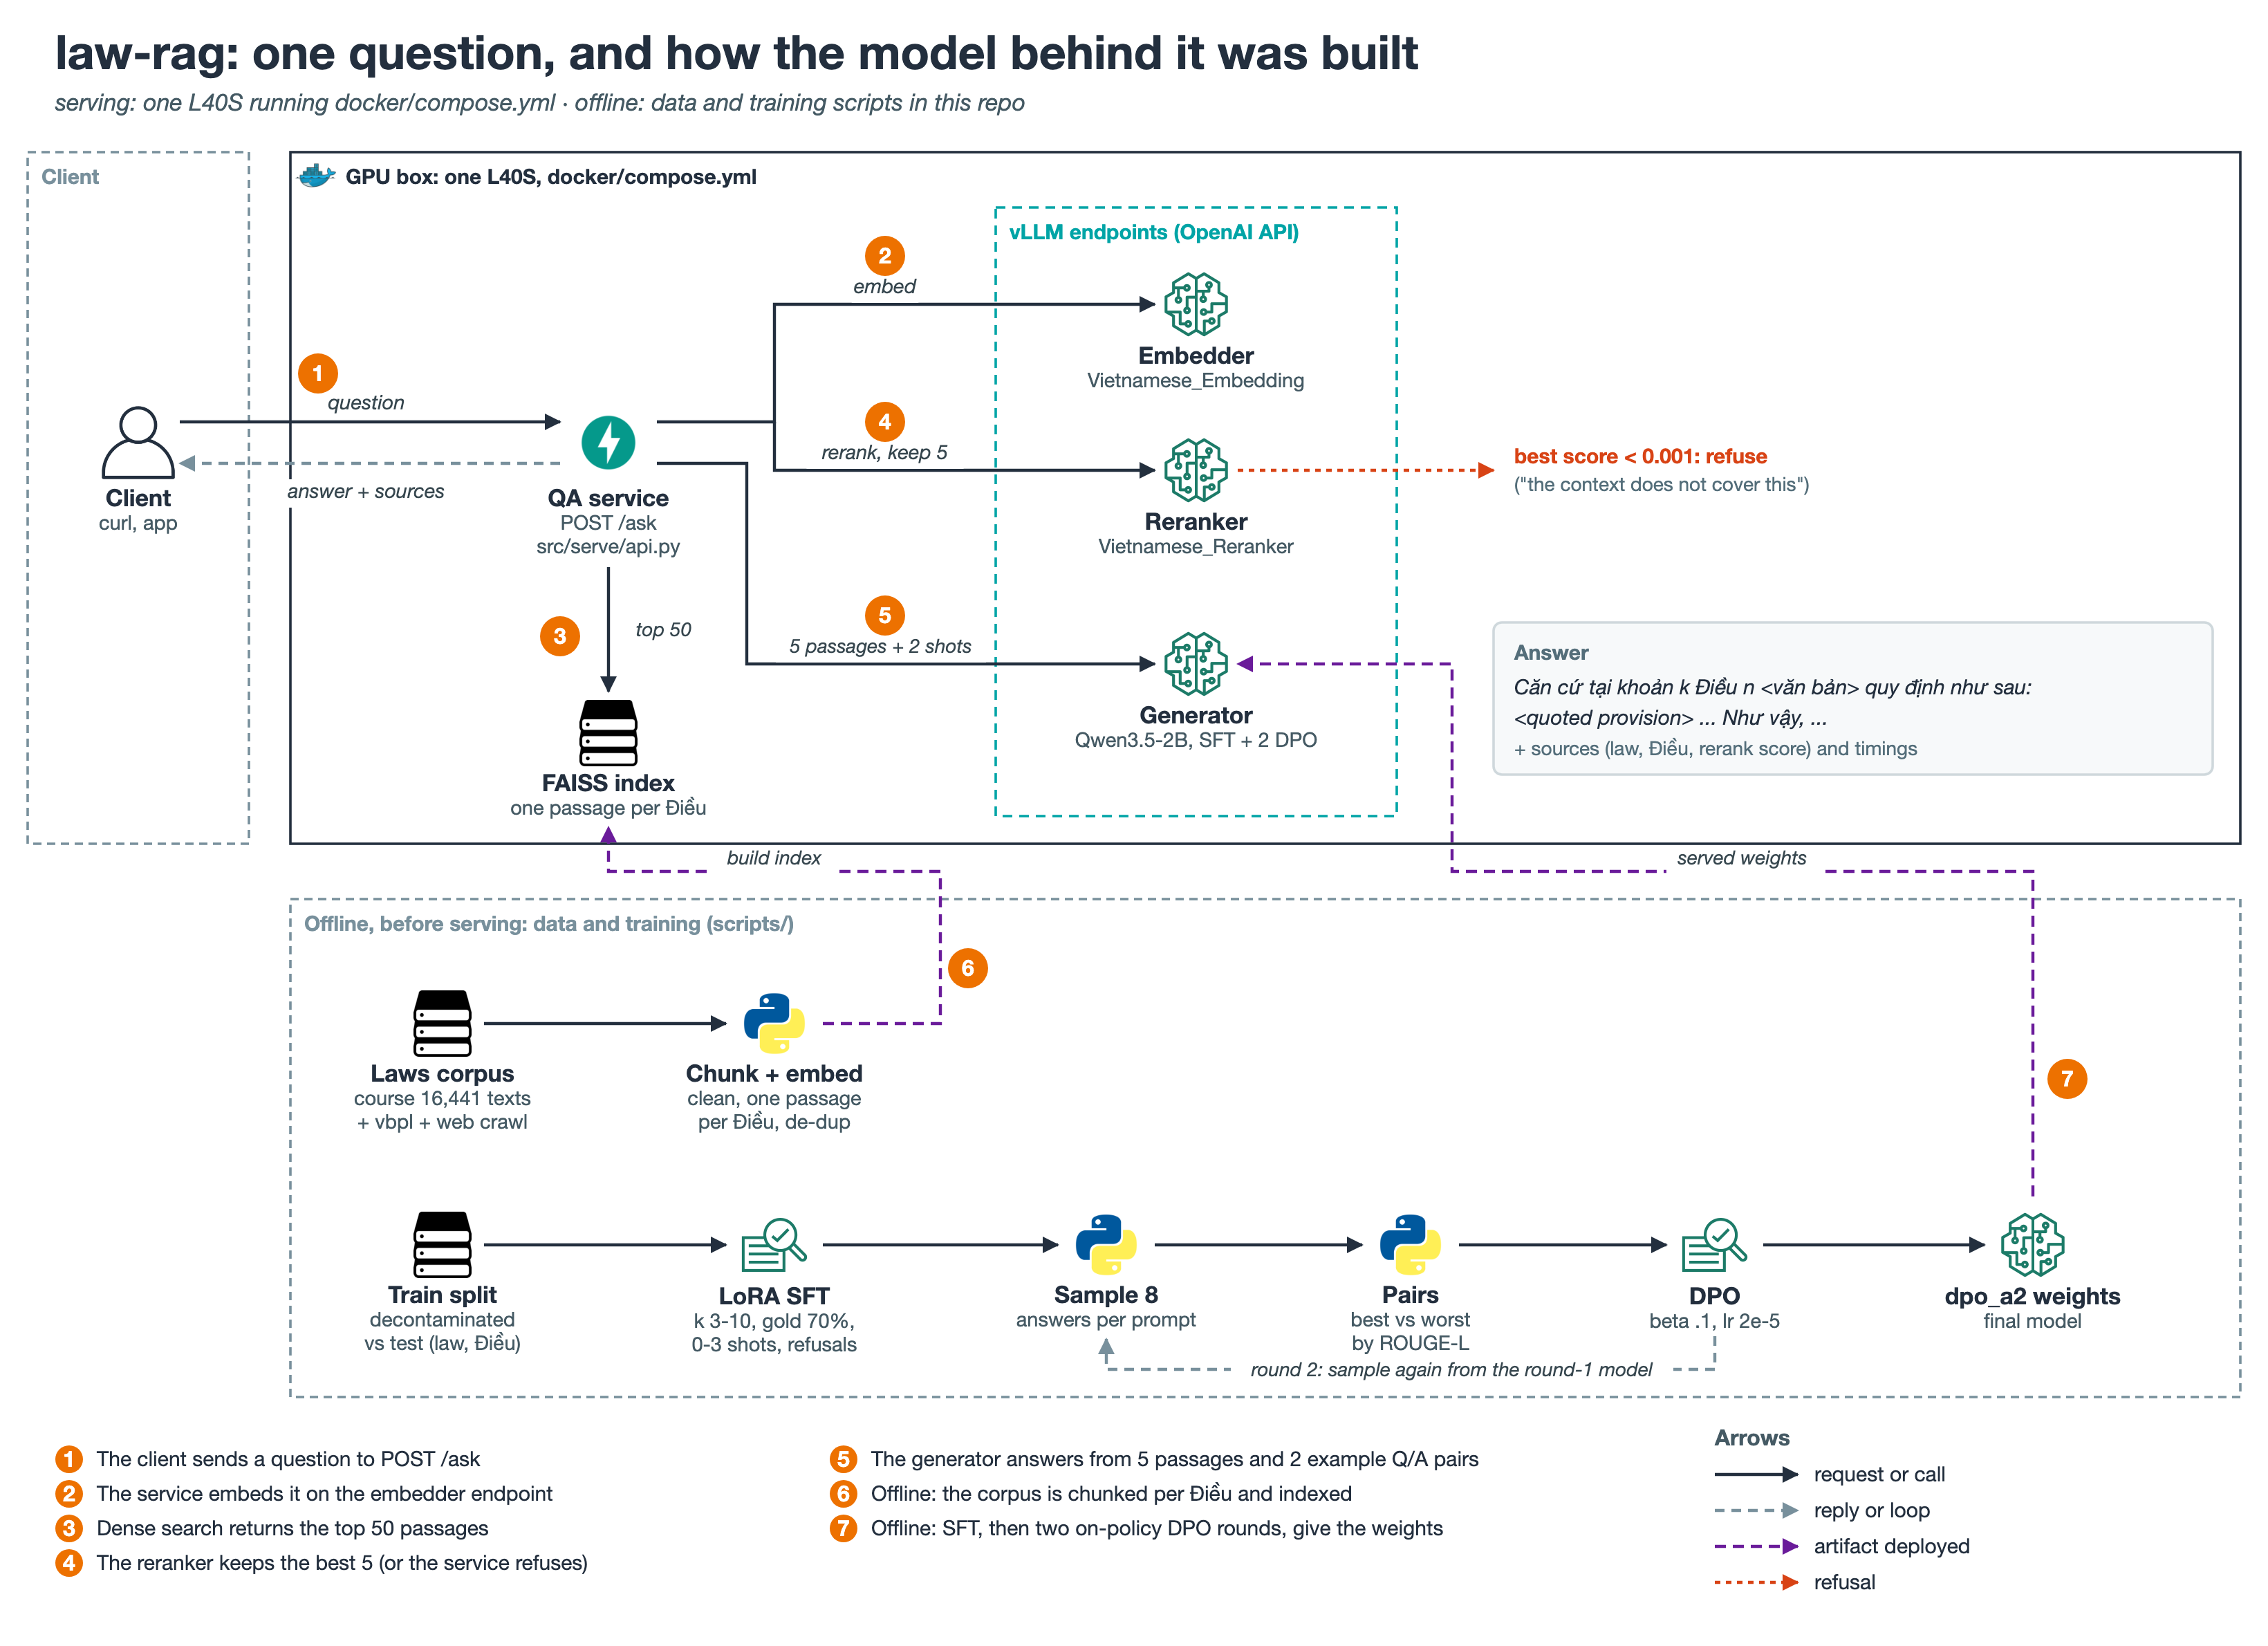 law-rag: one question, and how the model behind it was built
serving: one L40S running docker/compose.yml · offline: data and training scripts in this repo
Client
GPU box: one L40S, docker/compose.yml
vLLM endpoints (OpenAI API)
2
embed
Embedder
Vietnamese_Embedding
1
question
answer + sources
Client
curl, app
QA service
POST /ask
src/serve/api.py
4
rerank, keep 5
Reranker
Vietnamese_Reranker
best score < 0.001: refuse
("the context does not cover this")
3
top 50
5
5 passages + 2 shots
Generator
Qwen3.5-2B, SFT + 2 DPO
Answer
Căn cứ tại khoản k Điều n <văn bản> quy định như sau:
<quoted provision> ... Như vậy, ...
+ sources (law, Điều, rerank score) and timings
FAISS index
one passage per Điều
build index
served weights
Offline, before serving: data and training (scripts/)
6
Laws corpus
course 16,441 texts
+ vbpl + web crawl
Chunk + embed
clean, one passage
per Điều, de-dup
7
Train split
decontaminated
vs test (law, Điều)
LoRA SFT
k 3-10, gold 70%,
0-3 shots, refusals
Sample 8
answers per prompt
Pairs
best vs worst
by ROUGE-L
DPO
beta .1, lr 2e-5
dpo_a2 weights
final model
round 2: sample again from the round-1 model
1 The client sends a question to POST /ask
2 The service embeds it on the embedder endpoint
3 Dense search returns the top 50 passages
4 The reranker keeps the best 5 (or the service refuses)
5 The generator answers from 5 passages and 2 example Q/A pairs
6 Offline: the corpus is chunked per Điều and indexed
7 Offline: SFT, then two on-policy DPO rounds, give the weights
Arrows
request or call
reply or loop
artifact deployed
refusal